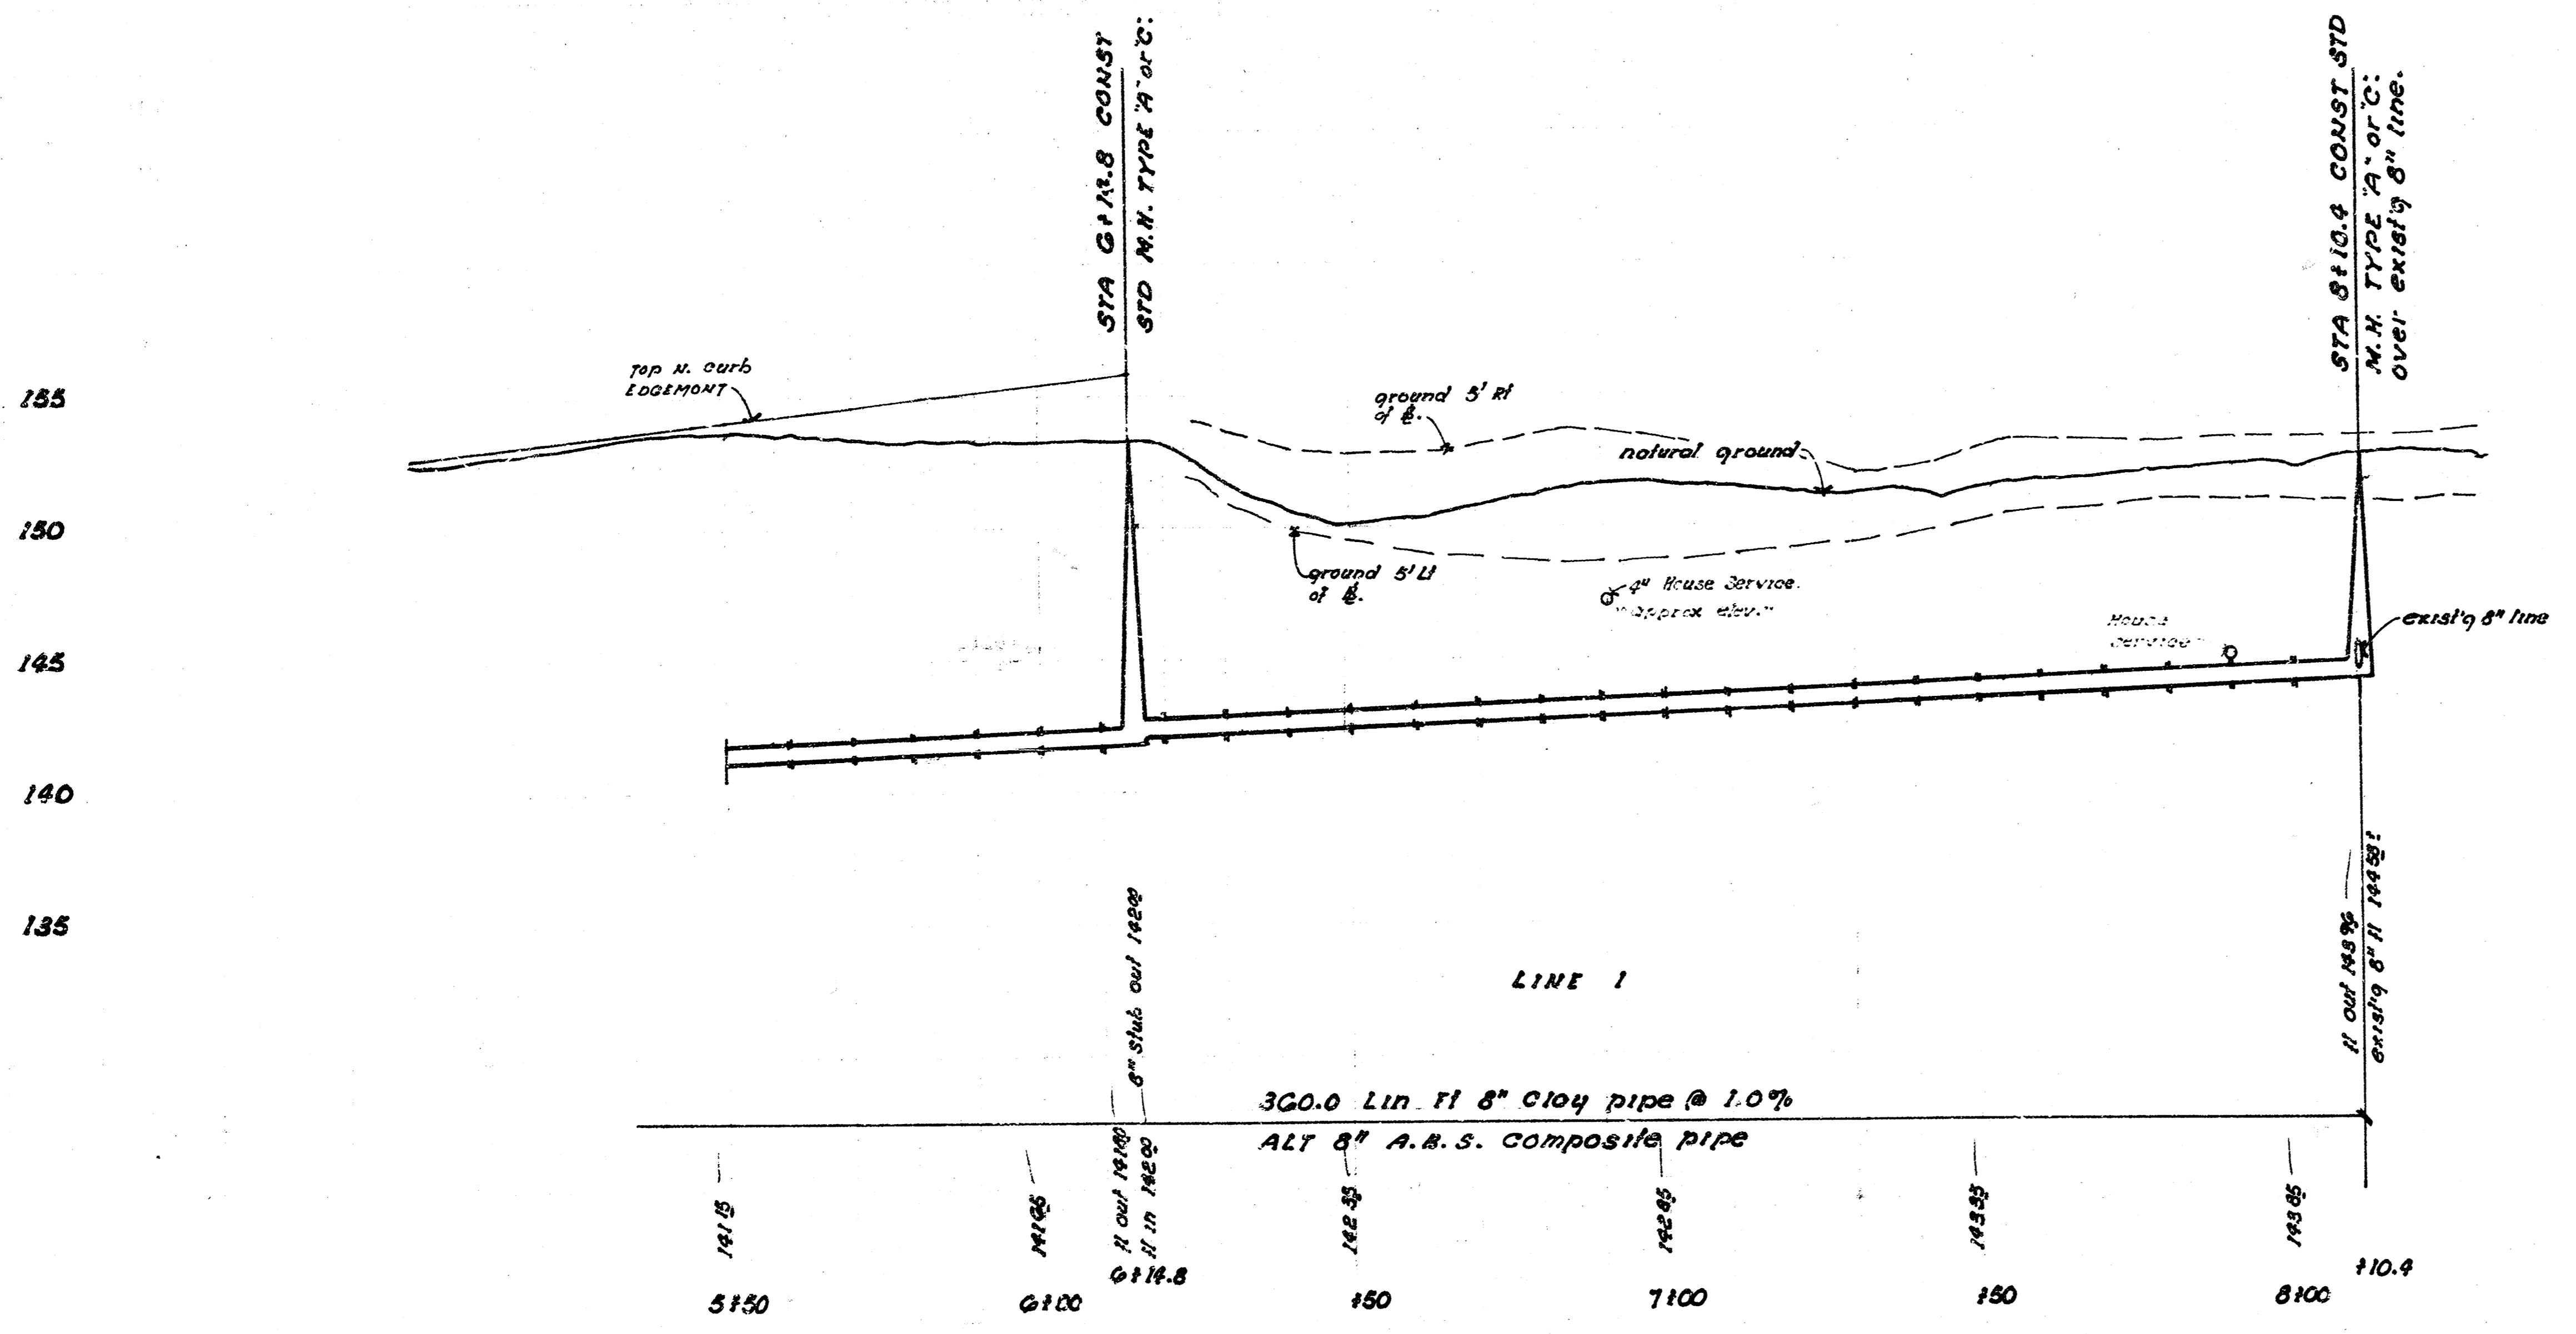 STA 6+14.8 CONST
STD M.H. TYPE "A" or "C".
STA 8+10.4 CONST STD
M.H. TYPE "A" or "C".
over exist'g 8" line.
Top N. Curb
EDGEMONT
155
ground 5' Rt
of ℄.
natural ground
150
ground 5' Lt
of ℄.
4" House Service.
"approx elev."
House
Service
exist'g 8" line
145
140
135
LINE 1
8" Stub out 142.00
fl out 143.96
exist'g 8" fl 144.58±
360.0 Lin Ft 8" Clay pipe @ 1.0%
ALT 8" A.B.S. Composite pipe
141.15
141.65
fl out 141.80
fl in 142.00
142.35
142.85
143.35
143.85
6+14.8
+10.4
5+50
6+00
+50
7+00
+50
8+00